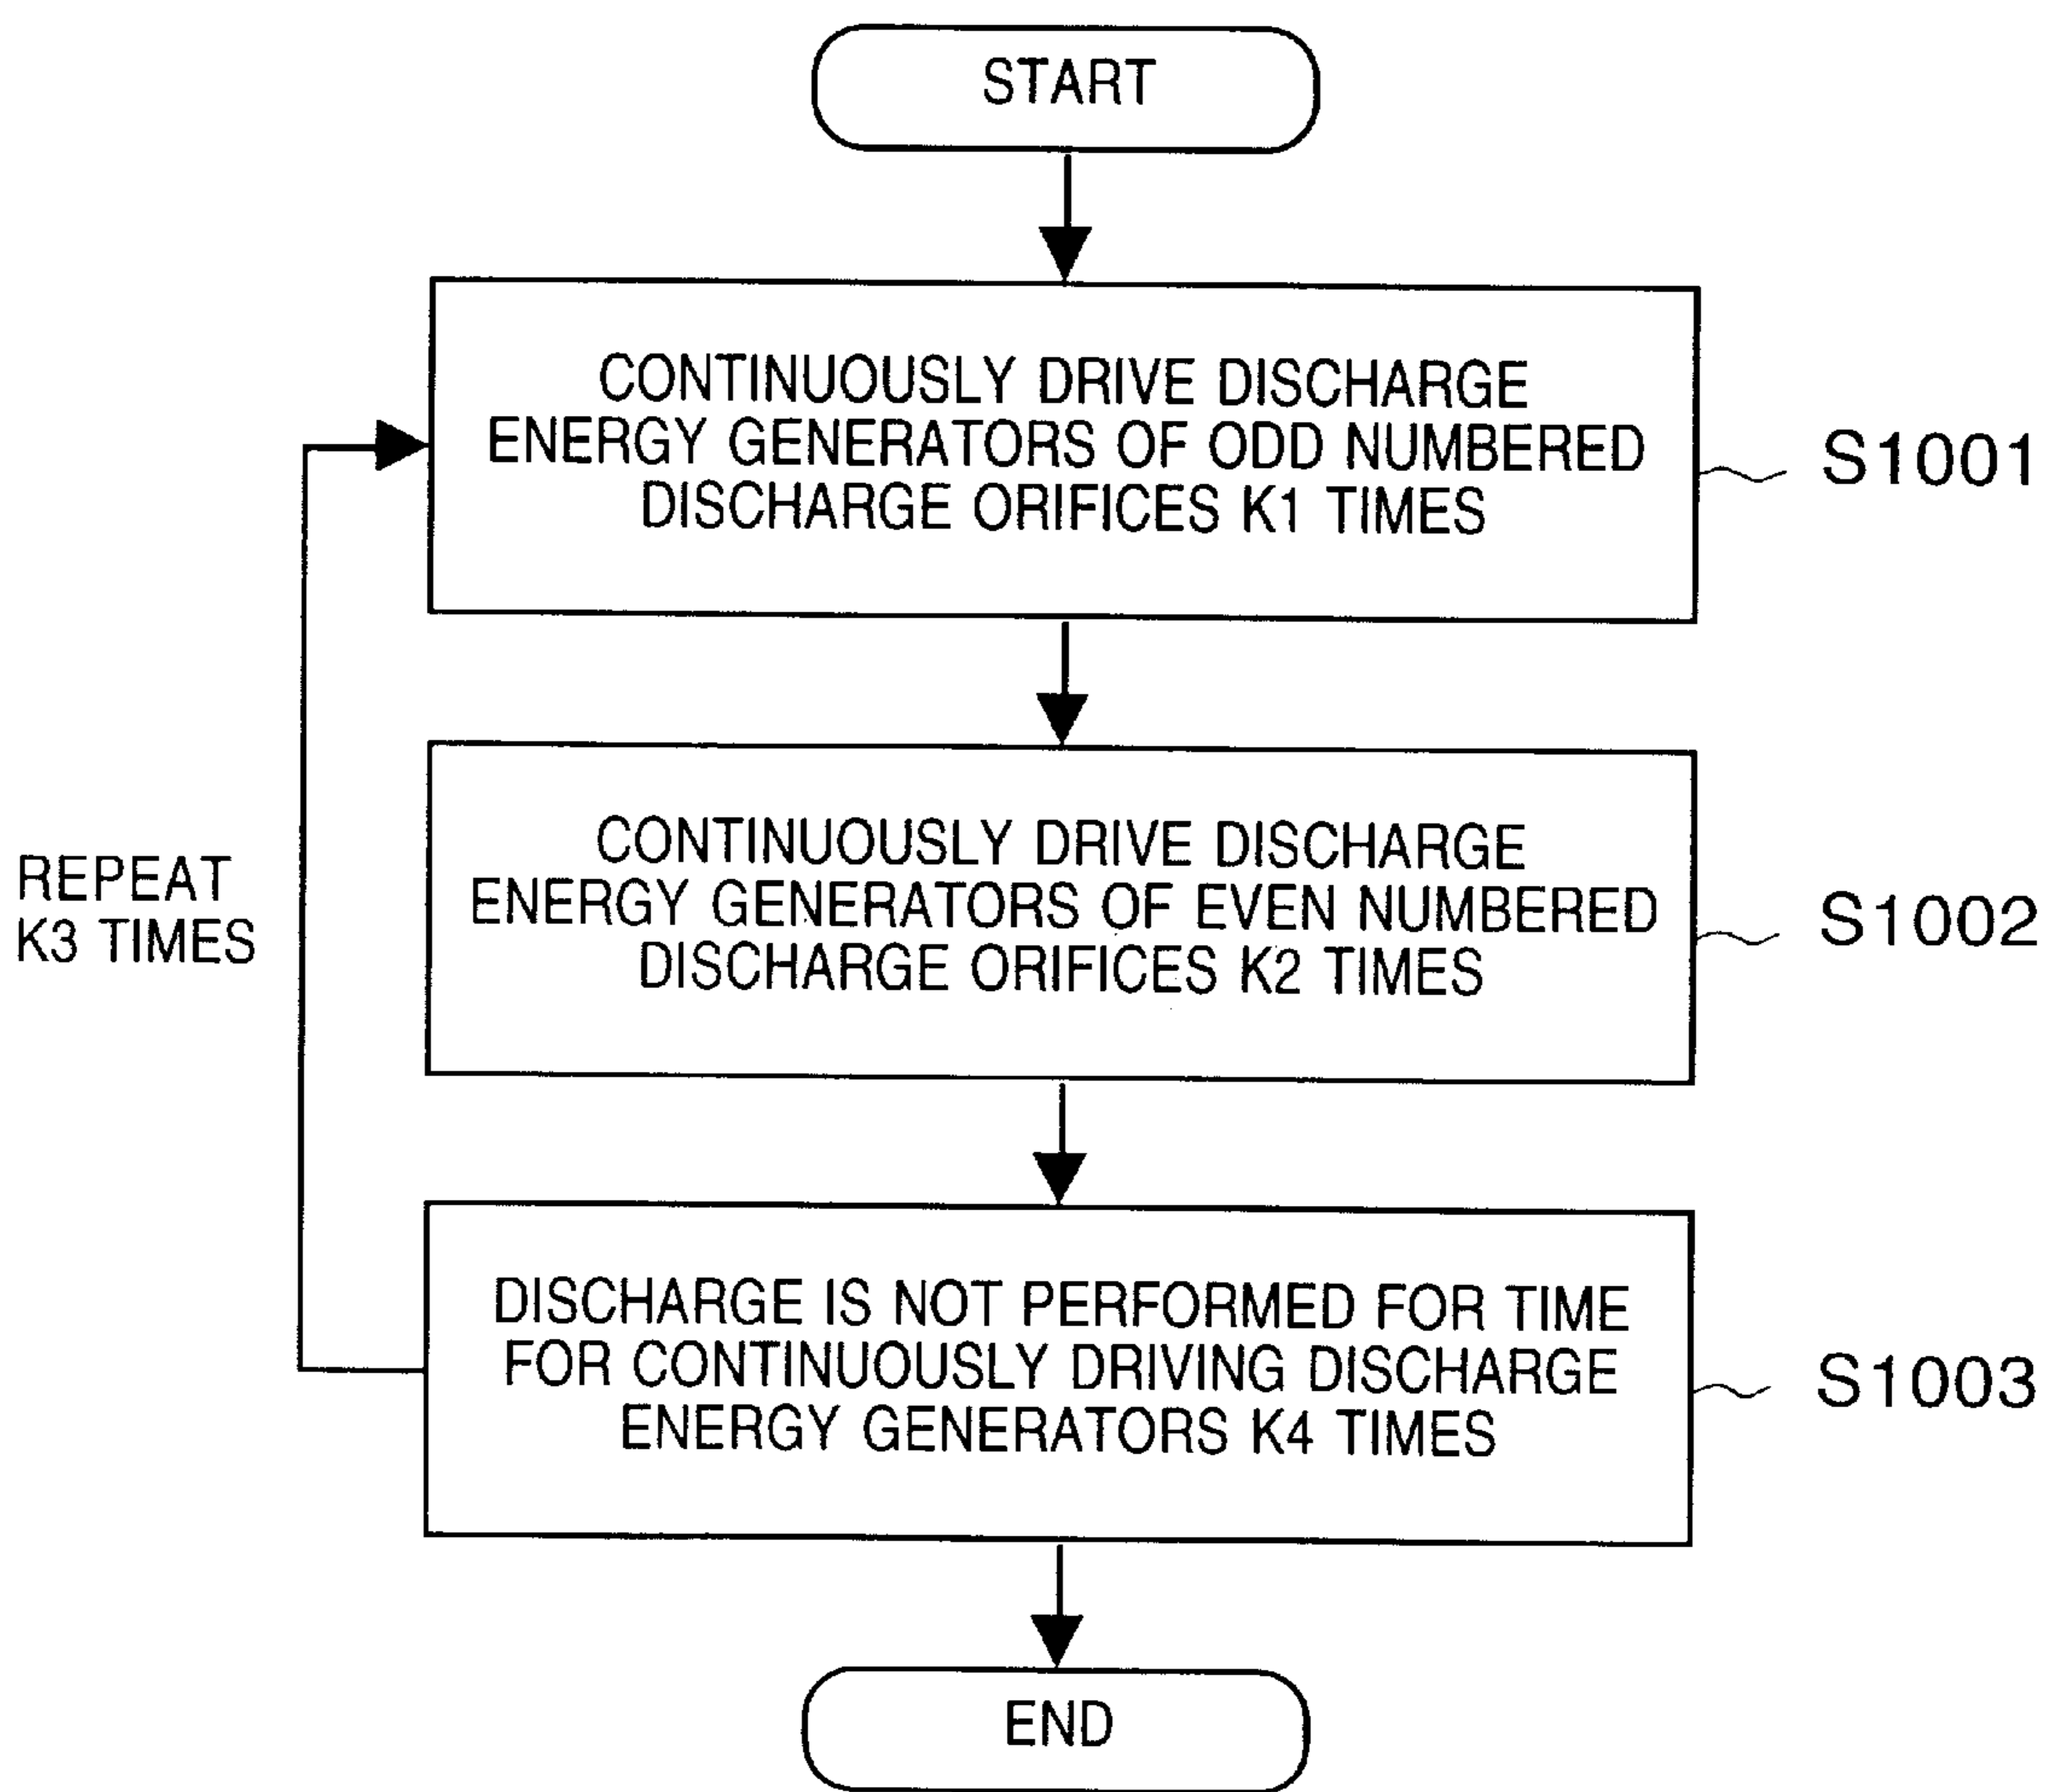 START
CONTINUOUSLY DRIVE DISCHARGE
ENERGY GENERATORS OF ODD NUMBERED
DISCHARGE ORIFICES K1 TIMES
S1001
CONTINUOUSLY DRIVE DISCHARGE
ENERGY GENERATORS OF EVEN NUMBERED
DISCHARGE ORIFICES K2 TIMES
S1002
REPEAT
K3 TIMES
DISCHARGE IS NOT PERFORMED FOR TIME
FOR CONTINUOUSLY DRIVING DISCHARGE
ENERGY GENERATORS K4 TIMES
S1003
END